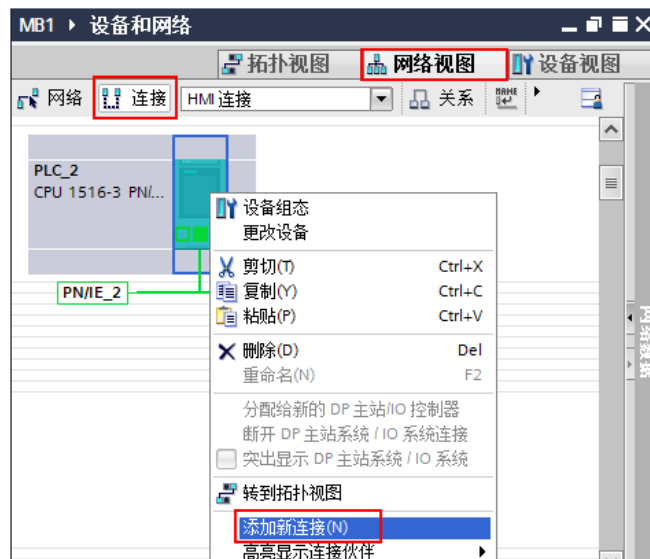 MB1 ▸ 设备和网络
拓扑视图 网络视图 设备视图
网络 连接 HMI 连接 关系
PLC_2
CPU 1516-3 PN/...
PN/IE_2
设备组态
更改设备
剪切(T) Ctrl+X
复制(Y) Ctrl+C
粘贴(P) Ctrl+V
删除(D) Del
重命名(N) F2
分配给新的 DP 主站/IO 控制器
断开 DP 主站系统 / IO 系统连接
突出显示 DP 主站系统 / IO 系统
转到拓扑视图
添加新连接(N)
高亮显示连接伙伴